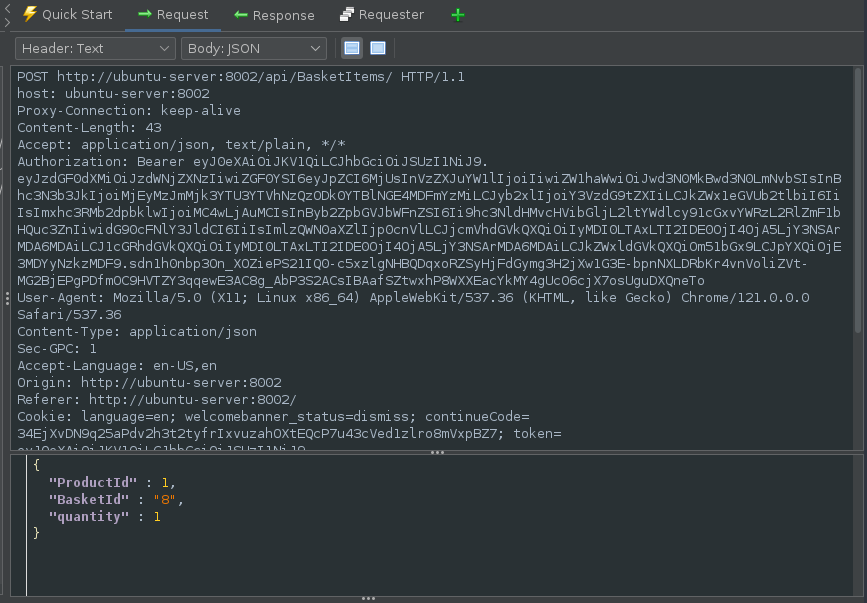 Quick Start Request Response Requester
Header: Text Body: JSON
POST http://ubuntu-server:8002/api/BasketItems/ HTTP/1.1
host: ubuntu-server:8002
Proxy-Connection: keep-alive
Content-Length: 43
Accept: application/json, text/plain, */*
Authorization: Bearer eyJ0eXAiOiJKV1QiLCJhbGciOiJSUzI1NiJ9.
eyJzdGF0dXMiOiJzdWNjZXNzIiwiZGF0YSI6eyJpZCI6MjUsInVzZXJuYW1lIjoiIiwiZW1haWwiOiJwd3N0MkBwd3N0LmNvbSIsInB
hc3N3b3JkIjoiMjEyMzJmMjk3YTU3YTVhNzQzODk0YTBlNGE4MDFmYzMiLCJyb2xlIjoiY3VzdG9tZXIiLCJkZWx1eGVUb2tlbiI6Ii
IsImxhc3RMb2dpbklwIjoiMC4wLjAuMCIsInByb2ZpbGVJbWFnZSI6Ii9hc3NldHMvcHVibGljL2ltYWdlcy91cGxvYWRzL2RlZmF1b
HQuc3ZnIiwidG90cFNlY3JldCI6IiIsImlzQWN0aXZlIjp0cnVlLCJjcmVhdGVkQXQiOiIyMDI0LTAxLTI2IDE0OjI4OjA5LjY3NSAr
MDA6MDAiLCJ1cGRhdGVkQXQiOiIyMDI0LTAxLTI2IDE0OjI4OjA5LjY3NSArMDA6MDAiLCJkZWxldGVkQXQiOm51bGx9LCJpYXQiOjE
3MDYyNzkzMDF9.sdn1hOnbp3On_XOZiePS21IQ0-c5xzlgNHBQDqxoRZSyHjFdGymg3H2jXw1G3E-bpnNXLDRbKr4vnVoliZVt-
MG2BjEPgPDfmOC9HVTZY3qqewE3AC8g_AbP3S2ACsIBAafSZtwxhP8WXXEacYkMY4gUc06cjX7osUguDXQneTo
User-Agent: Mozilla/5.0 (X11; Linux x86_64) AppleWebKit/537.36 (KHTML, like Gecko) Chrome/121.0.0.0
Safari/537.36
Content-Type: application/json
Sec-GPC: 1
Accept-Language: en-US,en
Origin: http://ubuntu-server:8002
Referer: http://ubuntu-server:8002/
Cookie: language=en; welcomebanner_status=dismiss; continueCode=
34EjXvDN9q25aPdv2h3t2tyfrIxvuzahOXtEQcP7u43cVed1zlro8mVxpBZ7; token=
{
"ProductId" : 1,
"BasketId" : "8",
"quantity" : 1
}